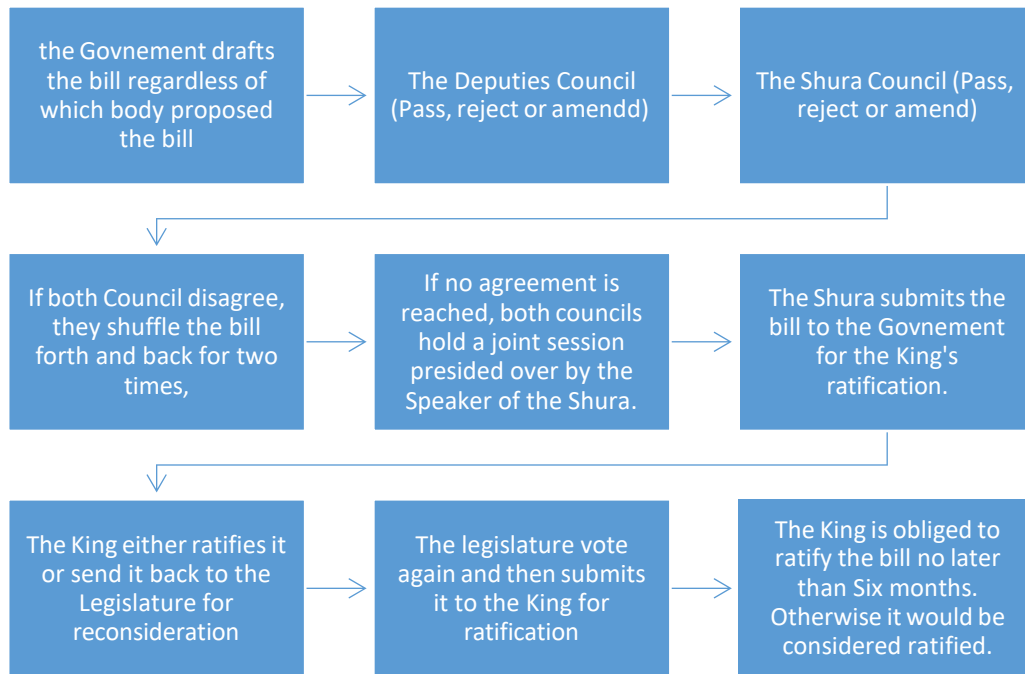 the Govnement drafts
the bill regardless of
which body proposed
the bill
The Deputies Council
(Pass, reject or amendd)
The Shura Council (Pass,
reject or amend)
If both Council disagree,
they shuffle the bill
forth and back for two
times,
If no agreement is
reached, both councils
hold a joint session
presided over by the
Speaker of the Shura.
The Shura submits the
bill to the Govnement
for the King's
ratification.
The King either ratifies it
or send it back to the
Legislature for
reconsideration
The legislature vote
again and then submits
it to the King for
ratification
The King is obliged to
ratify the bill no later
than Six months.
Otherwise it would be
considered ratified.